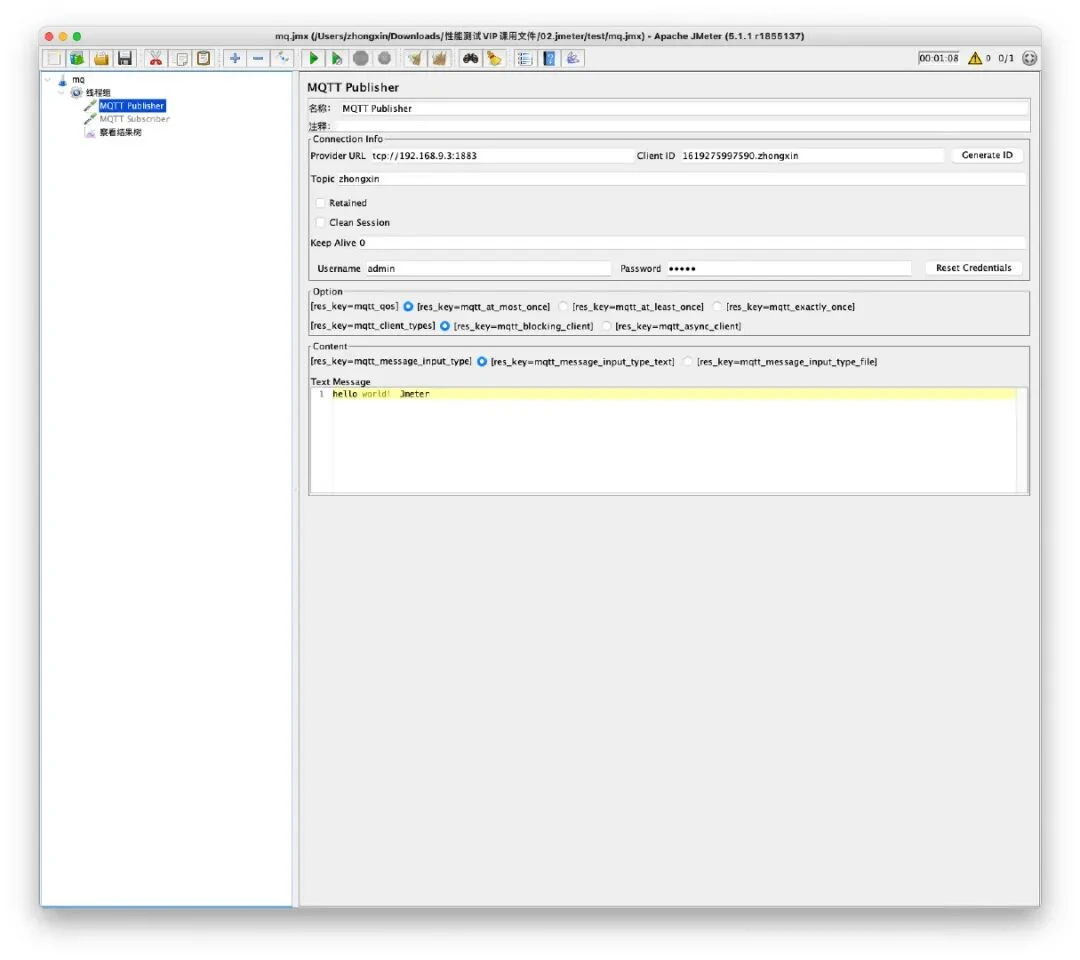 mq.jmx (/Users/zhongxin/Downloads/性能测试VIP课用文件/02.jmeter/test/mq.jmx) - Apache JMeter (5.1.1 r1855137)
00:01:08 0 0/1
mq
线程组
MQTT Publisher
MQTT Subscriber
察看结果树
MQTT Publisher
名称: MQTT Publisher
注释:
Connection Info
Provider URL tcp://192.168.9.3:1883 Client ID 1619275997590.zhongxin Generate ID
Topic zhongxin
Retained
Clean Session
Keep Alive 0
Username admin Password ••••• Reset Credentials
Option
[res_key=mqtt_qos] [res_key=mqtt_at_most_once] [res_key=mqtt_at_least_once] [res_key=mqtt_exactly_once]
[res_key=mqtt_client_types] [res_key=mqtt_blocking_client] [res_key=mqtt_async_client]
Content
[res_key=mqtt_message_input_type] [res_key=mqtt_message_input_type_text] [res_key=mqtt_message_input_type_file]
Text Message
1 hello world! Jmeter